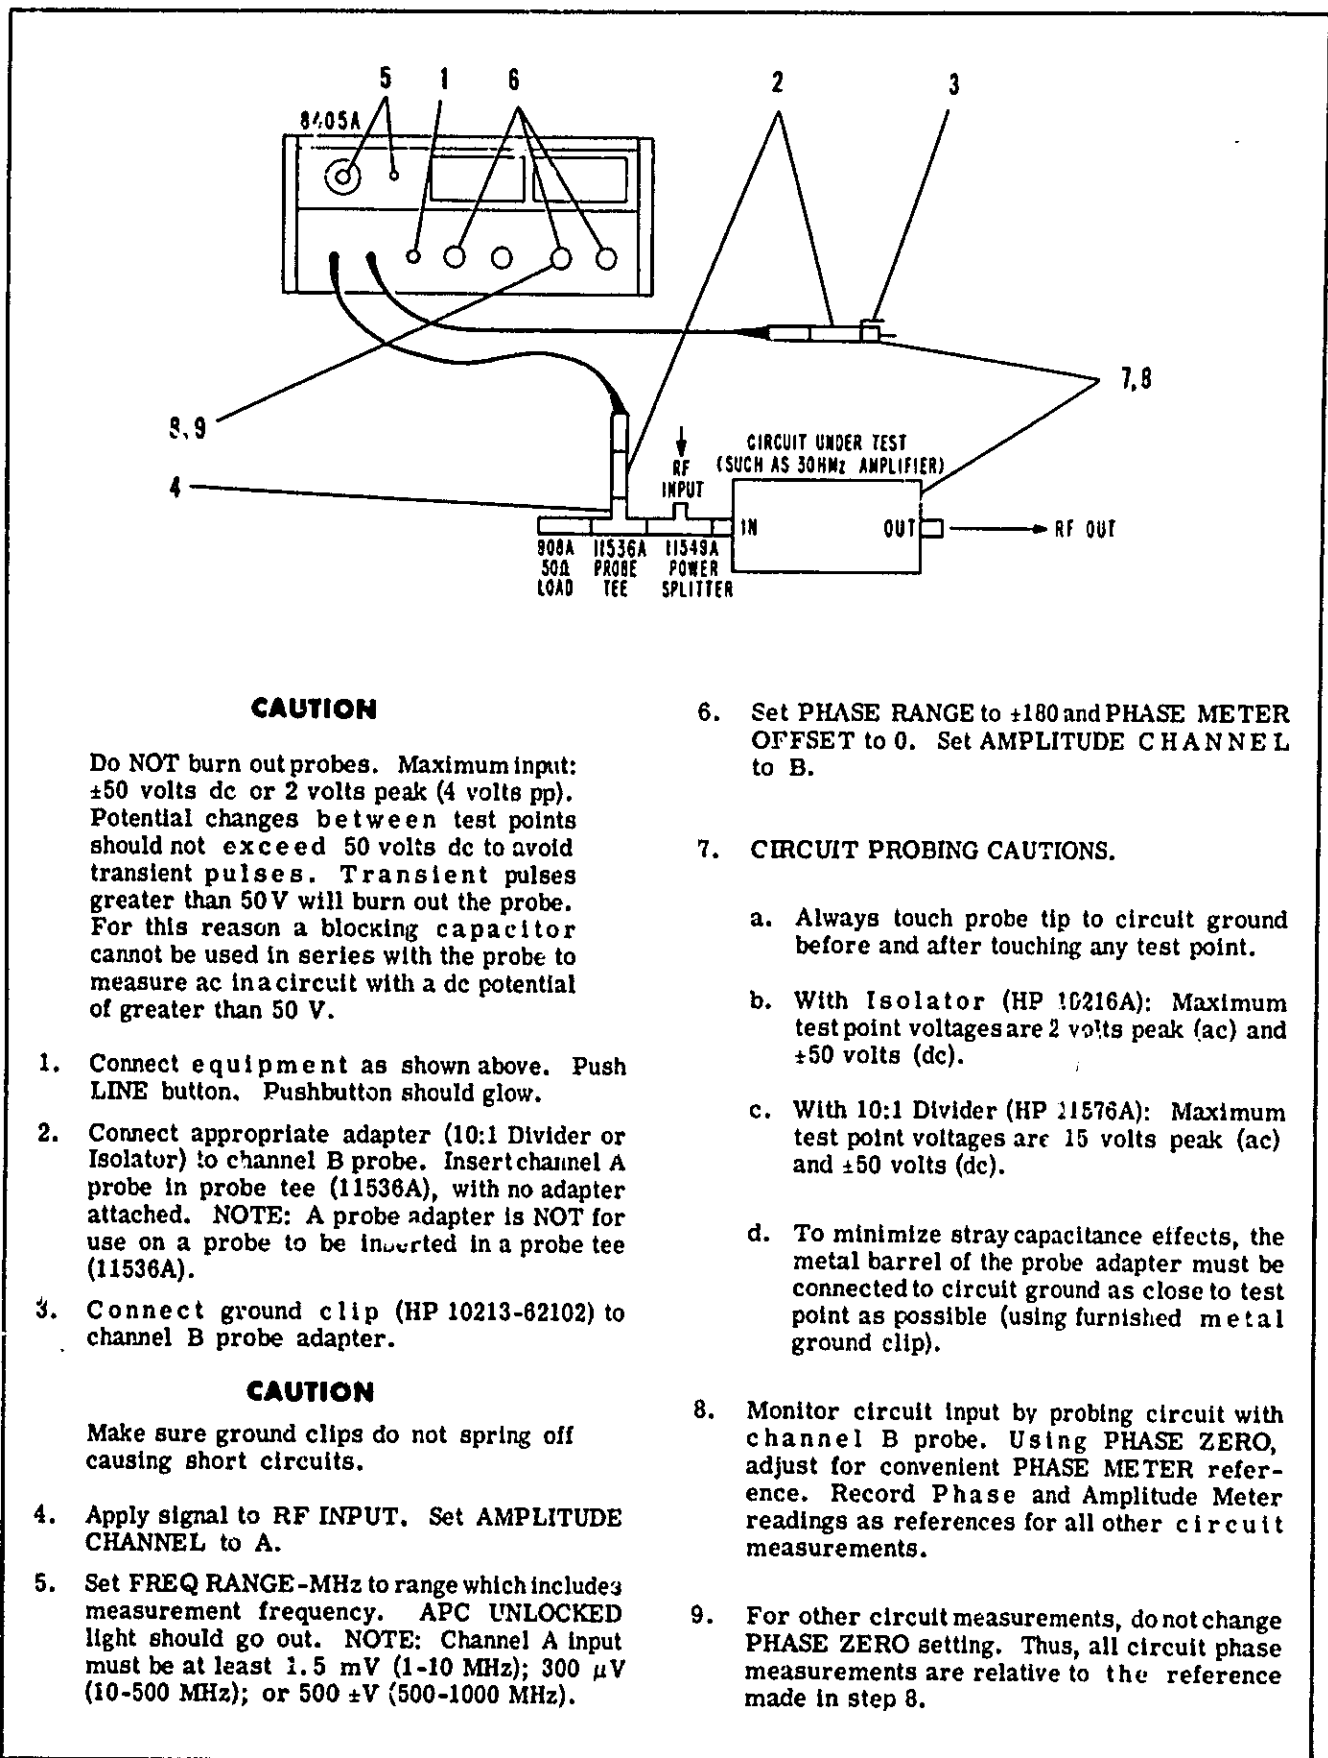 5 1 6 2 3
8405A
7,8
8,9
4
RF
INPUT
CIRCUIT UNDER TEST
(SUCH AS 30HMz AMPLIFIER)
IN
OUT
RF OUT
908A
50Ω
LOAD
11536A
PROBE
TEE
11549A
POWER
SPLITTER
CAUTION
Do NOT burn out probes. Maximum input:
±50 volts dc or 2 volts peak (4 volts pp).
Potential changes between test points
should not exceed 50 volts dc to avoid
transient pulses. Transient pulses
greater than 50 V will burn out the probe.
For this reason a blocking capacitor
cannot be used in series with the probe to
measure ac in a circuit with a dc potential
of greater than 50 V.
1. Connect equipment as shown above. Push
LINE button. Pushbutton should glow.
2. Connect appropriate adapter (10:1 Divider or
Isolator) to channel B probe. Insert channel A
probe in probe tee (11536A), with no adapter
attached. NOTE: A probe adapter is NOT for
use on a probe to be inserted in a probe tee
(11536A).
3. Connect ground clip (HP 10213-62102) to
channel B probe adapter.
CAUTION
Make sure ground clips do not spring off
causing short circuits.
4. Apply signal to RF INPUT. Set AMPLITUDE
CHANNEL to A.
5. Set FREQ RANGE-MHz to range which includes
measurement frequency. APC UNLOCKED
light should go out. NOTE: Channel A input
must be at least 1.5 mV (1-10 MHz); 300 μV
(10-500 MHz); or 500 ±V (500-1000 MHz).
6. Set PHASE RANGE to ±180 and PHASE METER
OFFSET to 0. Set AMPLITUDE CHANNEL
to B.
7. CIRCUIT PROBING CAUTIONS.
a. Always touch probe tip to circuit ground
before and after touching any test point.
b. With Isolator (HP 10216A): Maximum
test point voltages are 2 volts peak (ac) and
±50 volts (dc).
c. With 10:1 Divider (HP 11576A): Maximum
test point voltages are 15 volts peak (ac)
and ±50 volts (dc).
d. To minimize stray capacitance effects, the
metal barrel of the probe adapter must be
connected to circuit ground as close to test
point as possible (using furnished metal
ground clip).
8. Monitor circuit input by probing circuit with
channel B probe. Using PHASE ZERO,
adjust for convenient PHASE METER refer-
ence. Record Phase and Amplitude Meter
readings as references for all other circuit
measurements.
9. For other circuit measurements, do not change
PHASE ZERO setting. Thus, all circuit phase
measurements are relative to the reference
made in step 8.